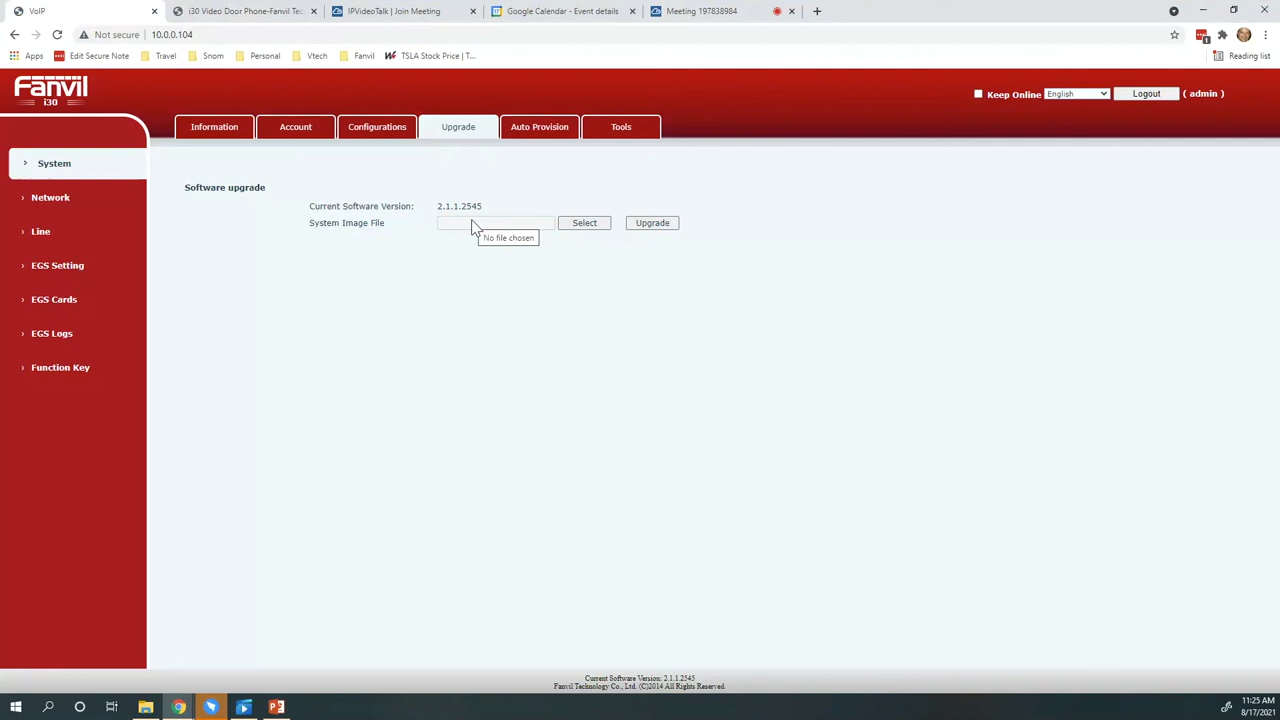 VoIP
i30 Video Door Phone-Fanvil Tec
IPVideoTalk | Join Meeting
Google Calendar - Event details
Meeting 197838984
Not secure
10.0.0.104
Apps
Edit Secure Note
Travel
Snom
Personal
Vtech
Fanvil
TSLA Stock Price | T...
Reading list
Fanvil
i30
Keep Online
English
Logout
( admin )
Information
Account
Configurations
Upgrade
Auto Provision
Tools
System
Network
Line
EGS Setting
EGS Cards
EGS Logs
Function Key
Software upgrade
Current Software Version: 2.1.1.2545
System Image File
Select
Upgrade
No file chosen
Current Software Version: 2.1.1.2545
Fanvil Technology Co., Ltd. (C)2014 All Rights Reserved.
11:25 AM
8/17/2021